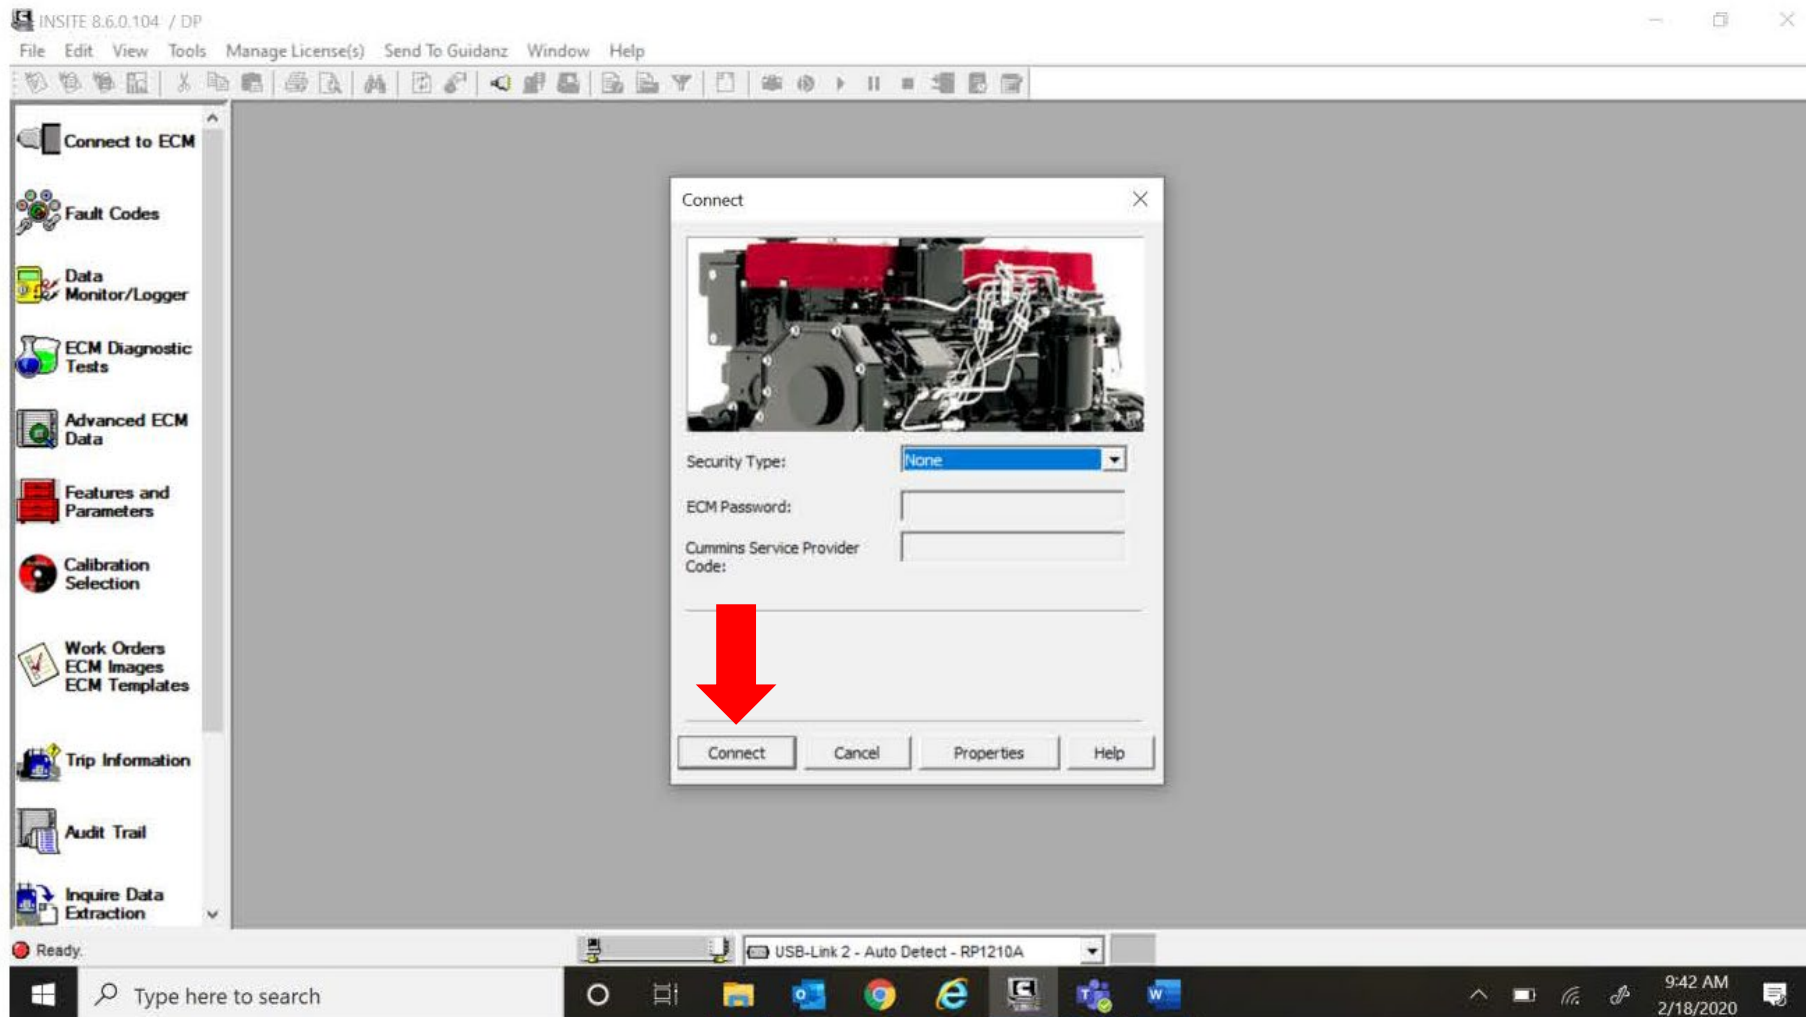 INSITE 8.6.0.104 / DP
File Edit View Tools Manage License(s) Send To Guidanz Window Help
Connect to ECM
Fault Codes
Data
Monitor/Logger
ECM Diagnostic
Tests
Advanced ECM
Data
Features and
Parameters
Calibration
Selection
Work Orders
ECM Images
ECM Templates
Trip Information
Audit Trail
Inquire Data
Extraction
Connect
Security Type: None
ECM Password:
Cummins Service Provider
Code:
Connect Cancel Properties Help
Ready.
USB-Link 2 - Auto Detect - RP1210A
Type here to search
9:42 AM
2/18/2020